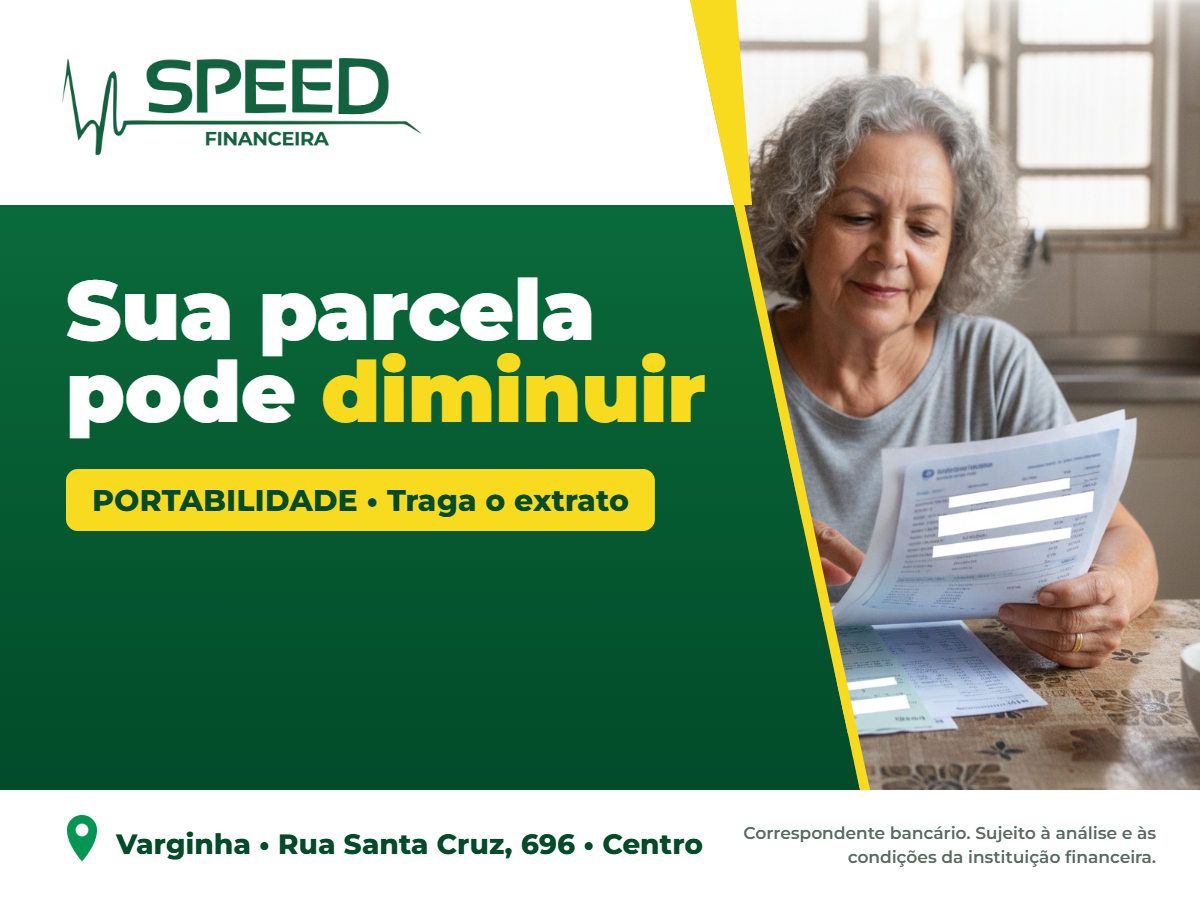 SPEED
FINANCEIRA
Sua parcela
pode diminuir
PORTABILIDADE • Traga o extrato
Varginha • Rua Santa Cruz, 696 • Centro
Correspondente bancário. Sujeito à análise e às
condições da instituição financeira.